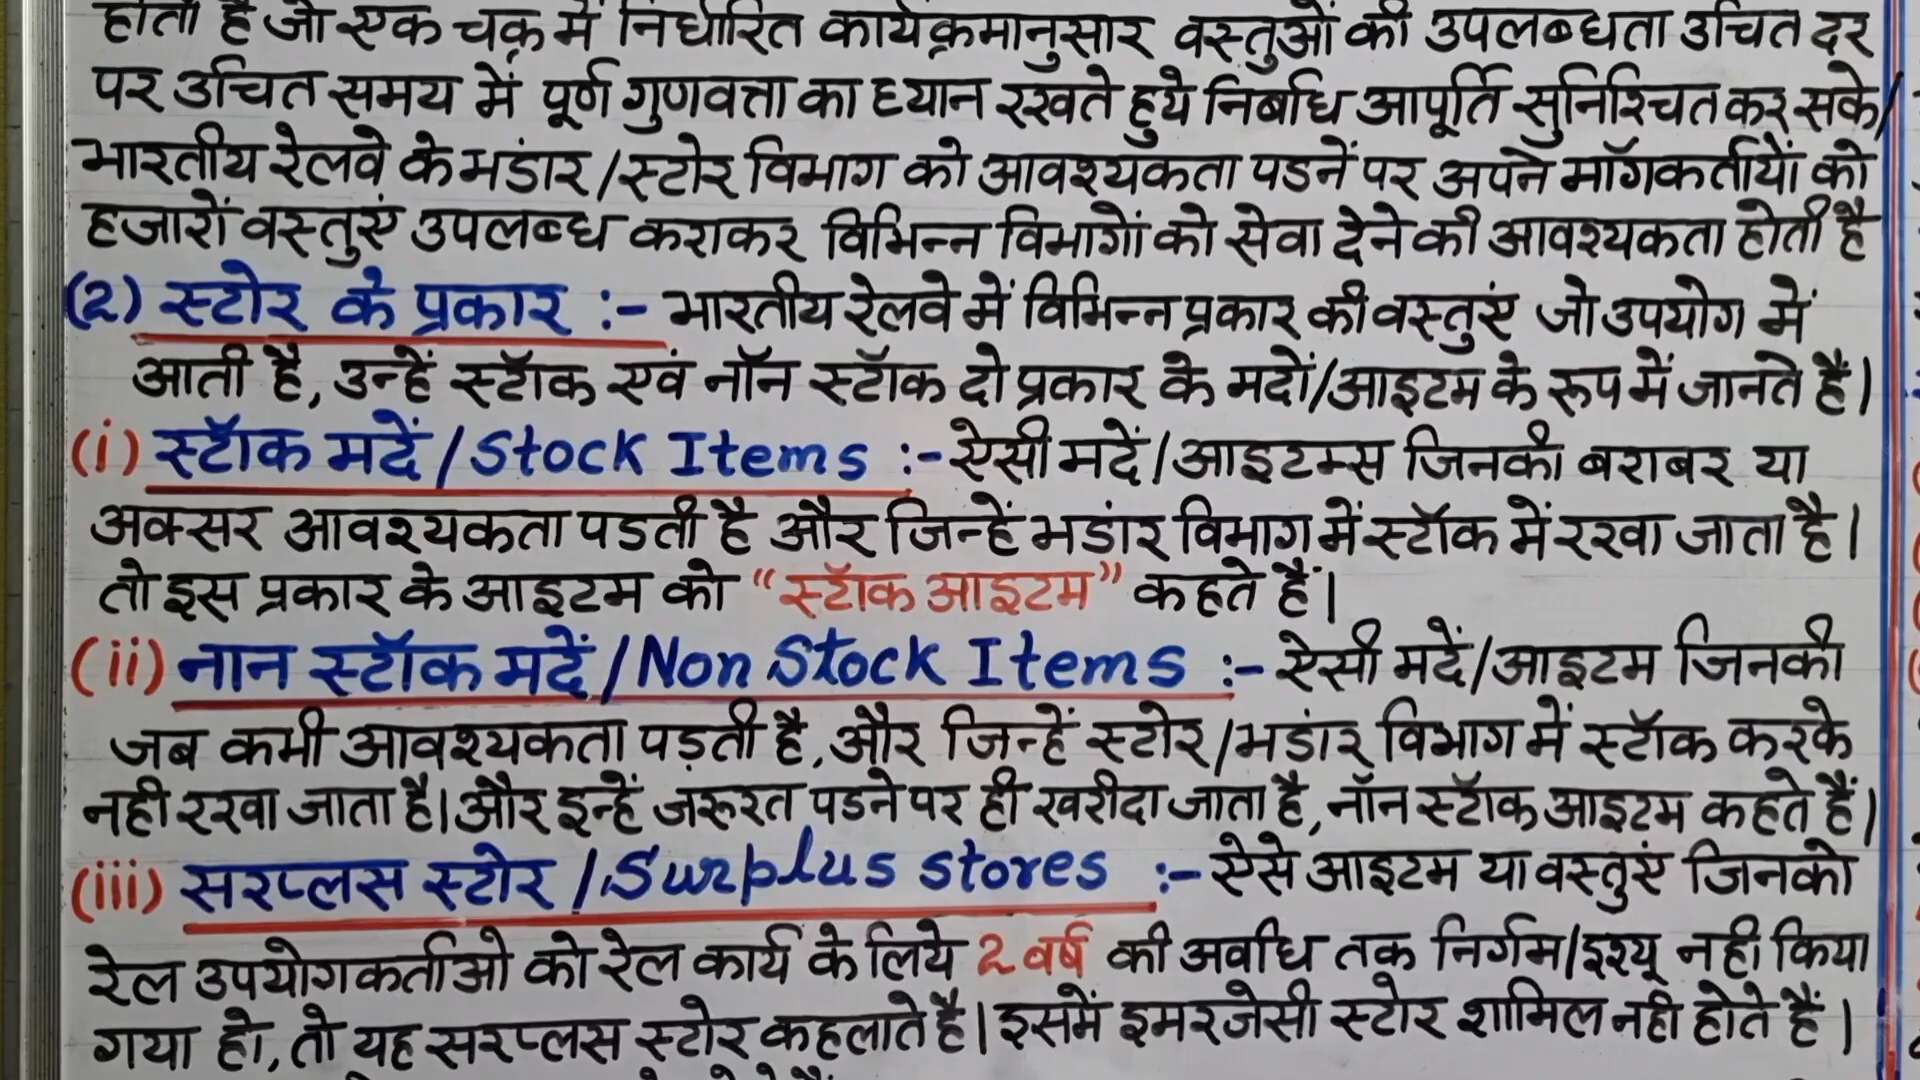 होता है जो एक चक्र में निर्धारित कार्यक्रमानुसार वस्तुओं की उपलब्धता उचित दर
पर उचित समय में पूर्ण गुणवत्ता का ध्यान रखते हुये निर्बाध आपूर्ति सुनिश्चित कर सके/
भारतीय रेलवे के भडांर/स्टोर विभाग को आवश्यकता पडनें पर अपने मॉगकर्तायों को
हजारों वस्तुएं उपलब्ध कराकर विभिन्न विभागों को सेवा देने की आवश्यकता होती है
(2) स्टोर के प्रकार :- भारतीय रेलवे में विभिन्न प्रकार की वस्तुएं जो उपयोग में
आती है, उन्हें स्टॉक एवं नॉन स्टॉक दो प्रकार के मदों/आइटम के रूप में जानते हैं।
(i) स्टॉक मदें/Stock Items :- ऐसी मदें/आइटम्स जिनकी बराबर या
अक्सर आवश्यकता पडती है और जिन्हें भडांर विभाग में स्टॉक में रखा जाता है।
तो इस प्रकार के आइटम को “स्टॉक आइटम” कहते हैं।
(ii) नान स्टॉक मदें/Non Stock Items :- ऐसी मदें/आइटम जिनकी
जब कभी आवश्यकता पड़ती है, और जिन्हें स्टोर/भडांर विभाग में स्टॉक करके
नही रखा जाता है। और इन्हें जरूरत पडने पर ही खरीदा जाता है, नॉन स्टॉक आइटम कहते हैं।
(iii) सरप्लस स्टोर/Surplus stores :- ऐसे आइटम या वस्तुएं जिनको
रेल उपयोगकर्ताओ को रेल कार्य के लिये 2 वर्ष की अवधि तक निर्गम/इश्यू नही किया
गया हो, तो यह सरप्लस स्टोर कहलाते है। इसमें इमरजेंसी स्टोर शामिल नही होते हैं।